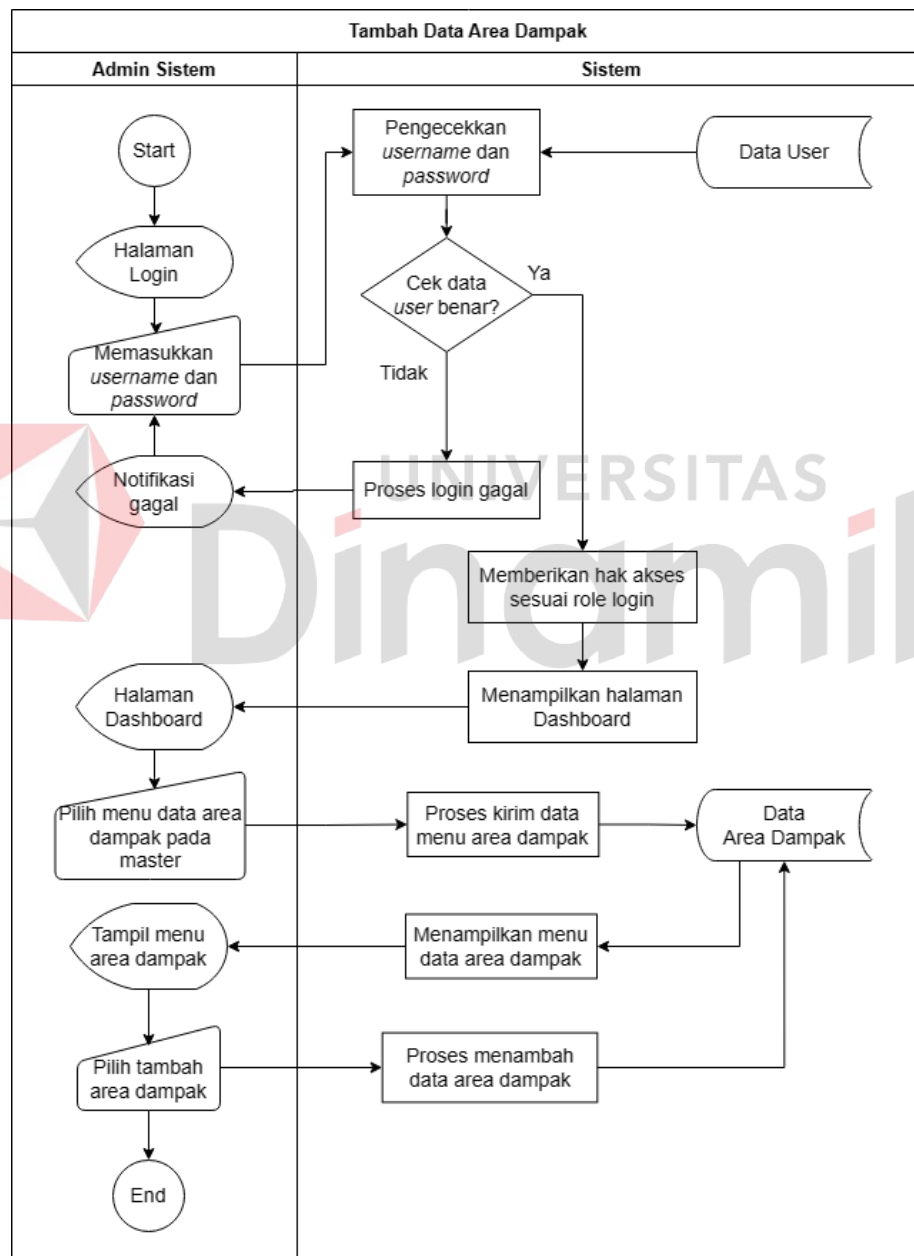 Tambah Data Area Dampak
Admin Sistem
Sistem
Start
Pengecekkan
username dan
password
Data User
Halaman
Login
Cek data
user benar?
Ya
Tidak
Memasukkan
username dan
password
Notifikasi
gagal
Proses login gagal
UNIVERSITAS
Dinamik
Memberikan hak akses
sesuai role login
Halaman
Dashboard
Menampilkan halaman
Dashboard
Pilih menu data area
dampak pada
master
Proses kirim data
menu area dampak
Data
Area Dampak
Tampil menu
area dampak
Menampilkan menu
data area dampak
Pilih tambah
area dampak
Proses menambah
data area dampak
End